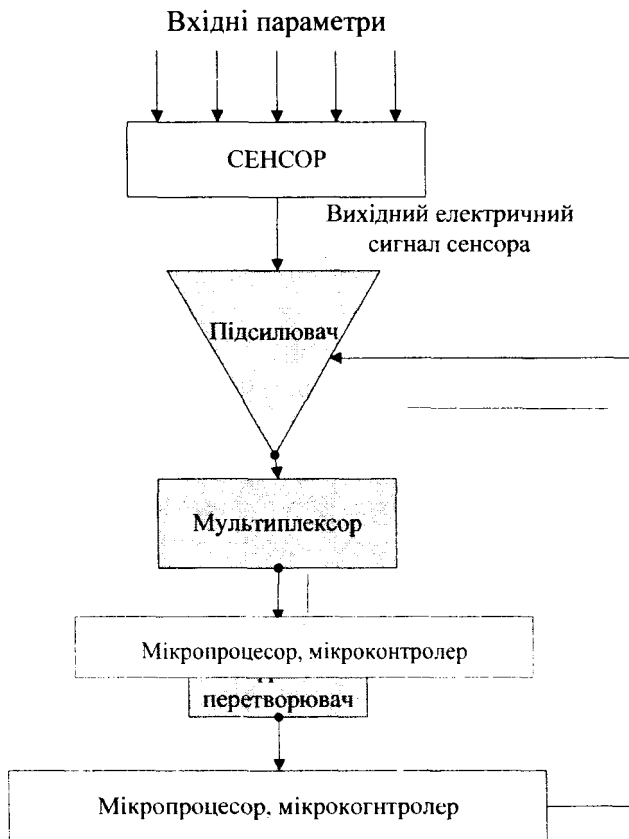 Вхідні параметри
СЕНСОР
Вихідний електричний
сигнал сенсора
Підсилювач
Мультиплексор
Мікропроцесор, мікроконтролер
перетворювач
Мікропроцесор, мікрокогнтролер